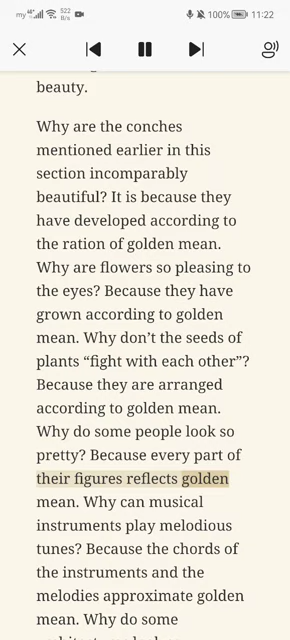 my 4G 522 B/s 100% 11:22
beauty.
Why are the conches
mentioned earlier in this
section incomparably
beautiful? It is because they
have developed according to
the ration of golden mean.
Why are flowers so pleasing to
the eyes? Because they have
grown according to golden
mean. Why don’t the seeds of
plants “fight with each other”?
Because they are arranged
according to golden mean.
Why do some people look so
pretty? Because every part of
their figures reflects golden
mean. Why can musical
instruments play melodious
tunes? Because the chords of
the instruments and the
melodies approximate golden
mean. Why do some